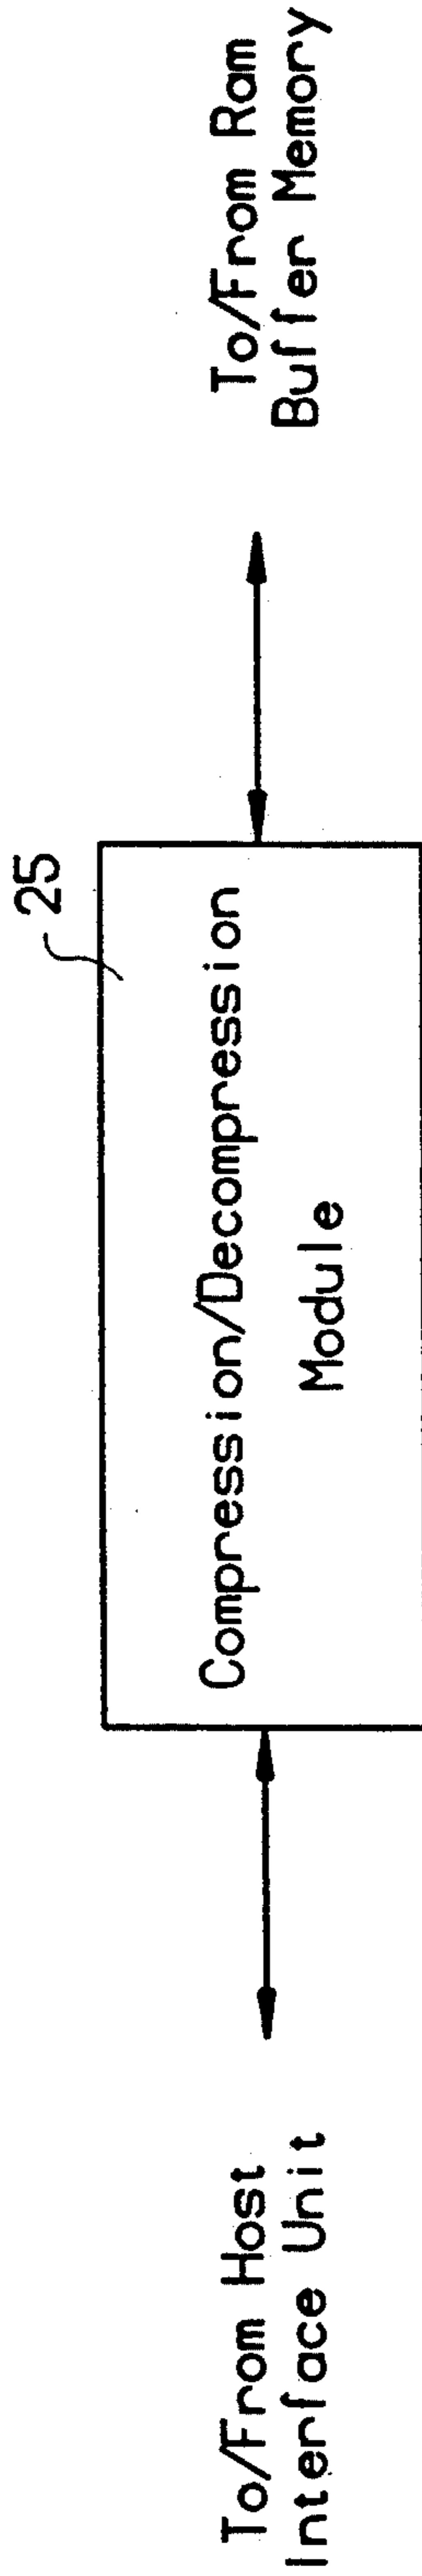 25
To/From Host
Interface Unit
Compression/Decompression
Module
To/From Ram
Buffer Memory